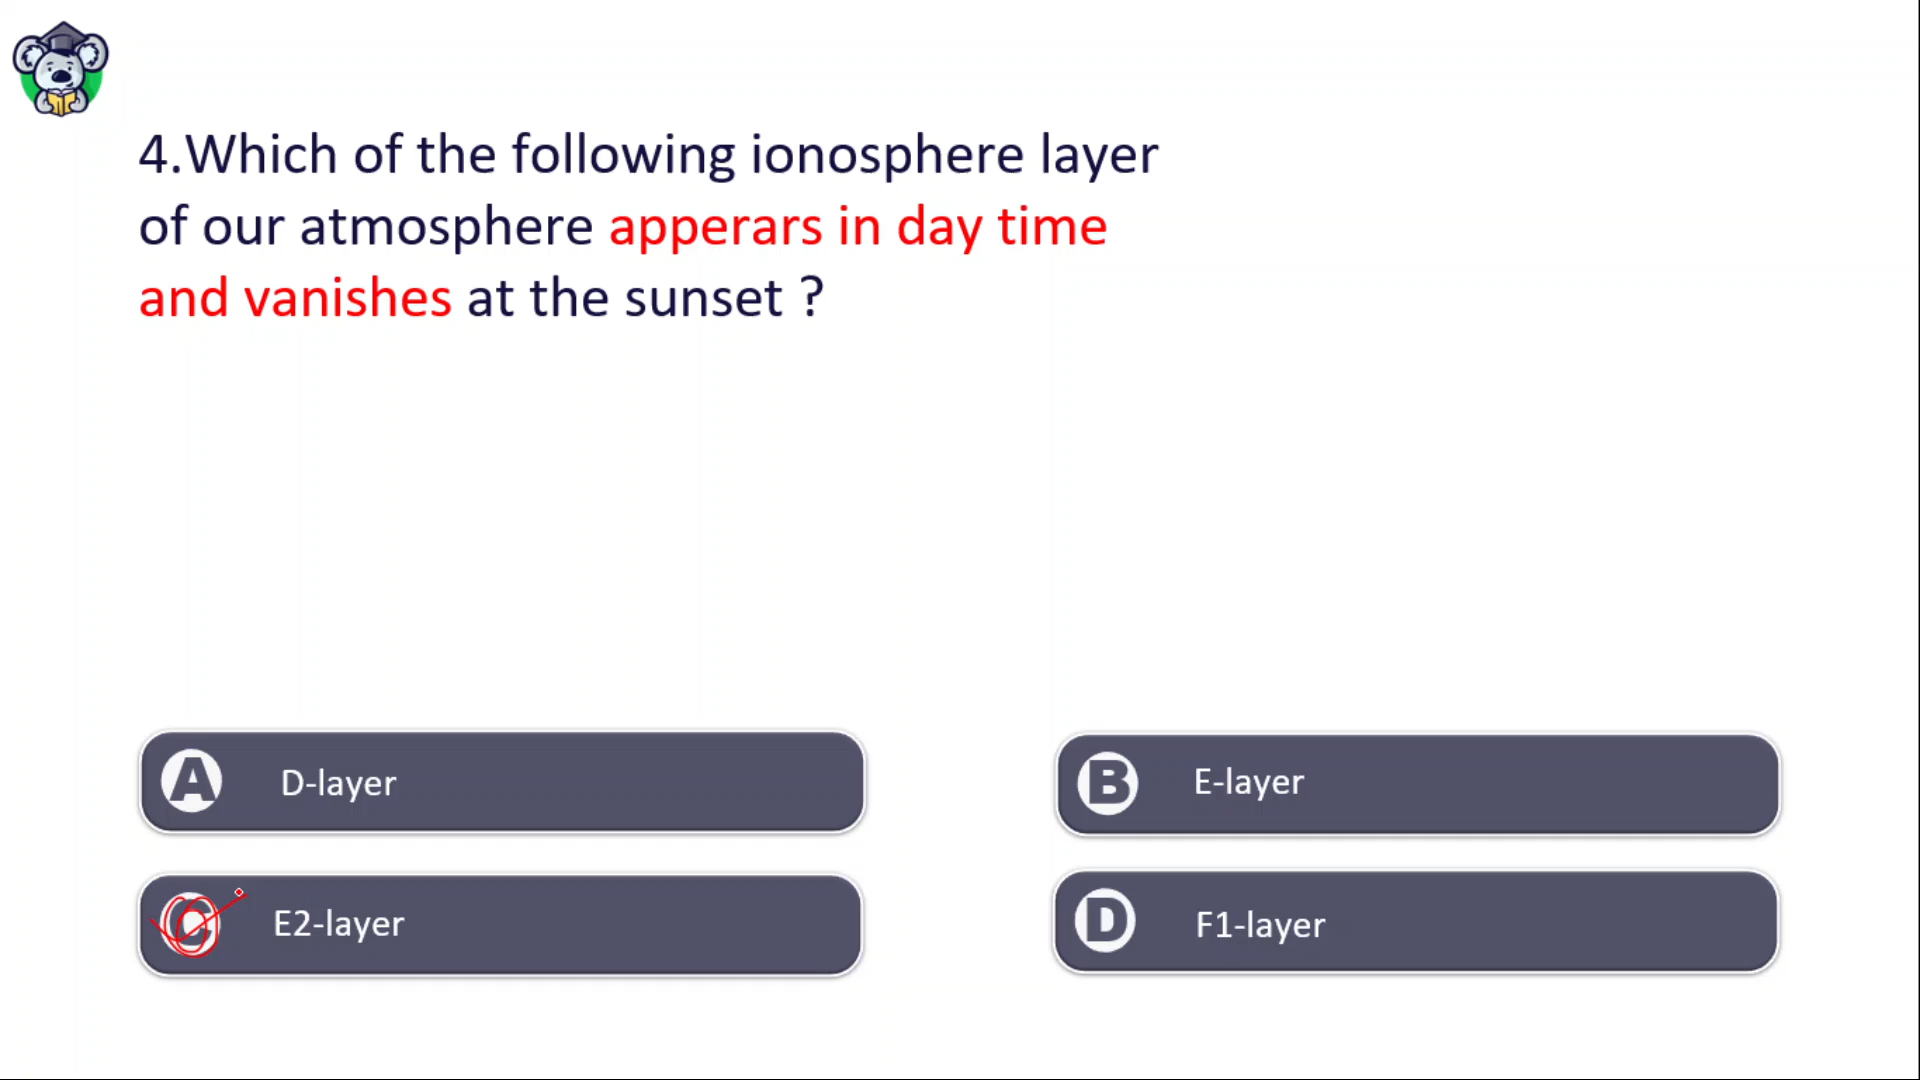 4.Which of the following ionosphere layer
of our atmosphere apperars in day time
and vanishes at the sunset ?
A D-layer
B E-layer
C E2-layer
D F1-layer